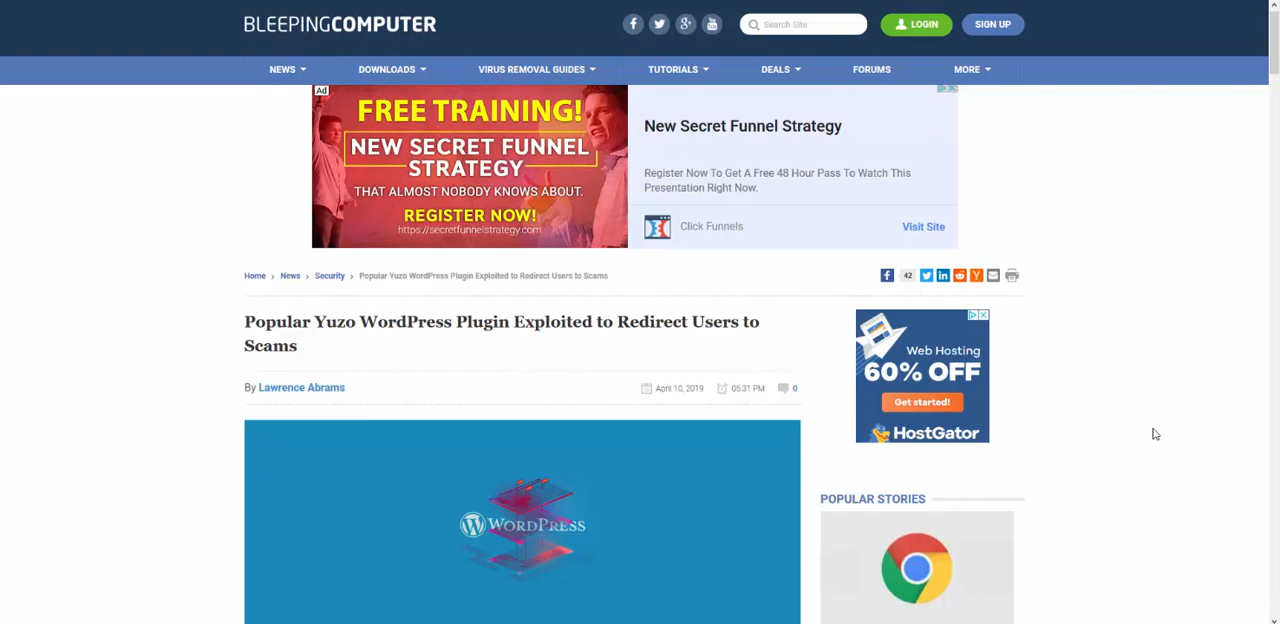 BLEEPINGCOMPUTER
Search Site
LOGIN
SIGN UP
NEWS
DOWNLOADS
VIRUS REMOVAL GUIDES
TUTORIALS
DEALS
FORUMS
MORE
Ad
FREE TRAINING!
NEW SECRET FUNNEL
STRATEGY
THAT ALMOST NOBODY KNOWS ABOUT.
REGISTER NOW!
https://secretfunnelstrategy.com
New Secret Funnel Strategy
Register Now To Get A Free 48 Hour Pass To Watch This
Presentation Right Now.
Click Funnels
Visit Site
Home > News > Security > Popular Yuzo WordPress Plugin Exploited to Redirect Users to Scams
42
Popular Yuzo WordPress Plugin Exploited to Redirect Users to
Scams
By Lawrence Abrams
April 10, 2019
05:31 PM
0
WORDPRESS
Web Hosting
60% OFF
Get started!
HostGator
POPULAR STORIES